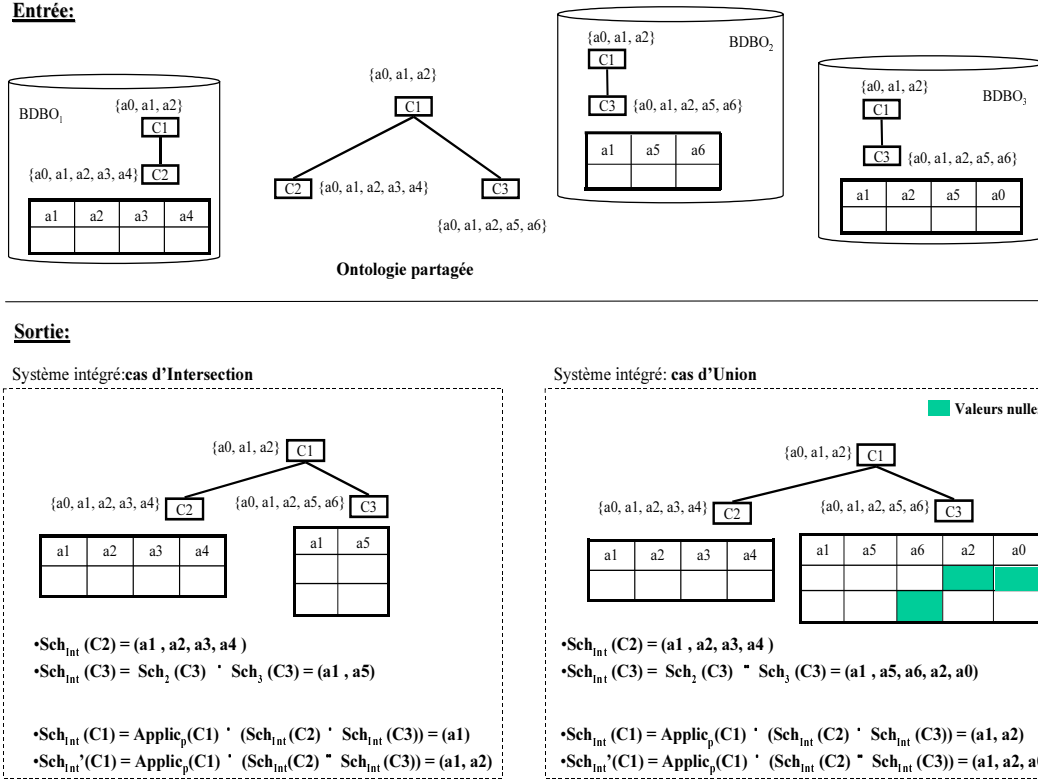 Entrée:
BDBO1
{a0, a1, a2}
C1
{a0, a1, a2, a3, a4} C2
a1 a2 a3 a4
{a0, a1, a2}
C1
C2 {a0, a1, a2, a3, a4}
C3
{a0, a1, a2, a5, a6}
Ontologie partagée
{a0, a1, a2}
BDBO2
C1
C3 {a0, a1, a2, a5, a6}
a1 a5 a6
{a0, a1, a2}
BDBO3
C1
C3 {a0, a1, a2, a5, a6}
a1 a2 a5 a0
Sortie:
Système intégré:cas d'Intersection
{a0, a1, a2} C1
{a0, a1, a2, a3, a4} C2
{a0, a1, a2, a5, a6} C3
a1 a2 a3 a4
a1 a5
•SchInt (C2) = (a1 , a2, a3, a4 )
•SchInt (C3) = Sch2 (C3) ∙ Sch3 (C3) = (a1 , a5)
•SchInt (C1) = Applicp(C1) ∙ (SchInt (C2) ∙ SchInt (C3)) = (a1)
•SchInt'(C1) = Applicp(C1) ∙ (SchInt(C2) - SchInt (C3)) = (a1, a2)
Système intégré: cas d'Union
Valeurs nulles
{a0, a1, a2} C1
{a0, a1, a2, a3, a4} C2
{a0, a1, a2, a5, a6} C3
a1 a2 a3 a4
a1 a5 a6 a2 a0
•SchInt (C2) = (a1 , a2, a3, a4 )
•SchInt (C3) = Sch2 (C3) - Sch3 (C3) = (a1 , a5, a6, a2, a0)
•SchInt (C1) = Applicp(C1) ∙ (SchInt (C2) ∙ SchInt (C3)) = (a1, a2)
•SchInt'(C1) = Applicp(C1) ∙ (SchInt (C2) - SchInt (C3)) = (a1, a2,